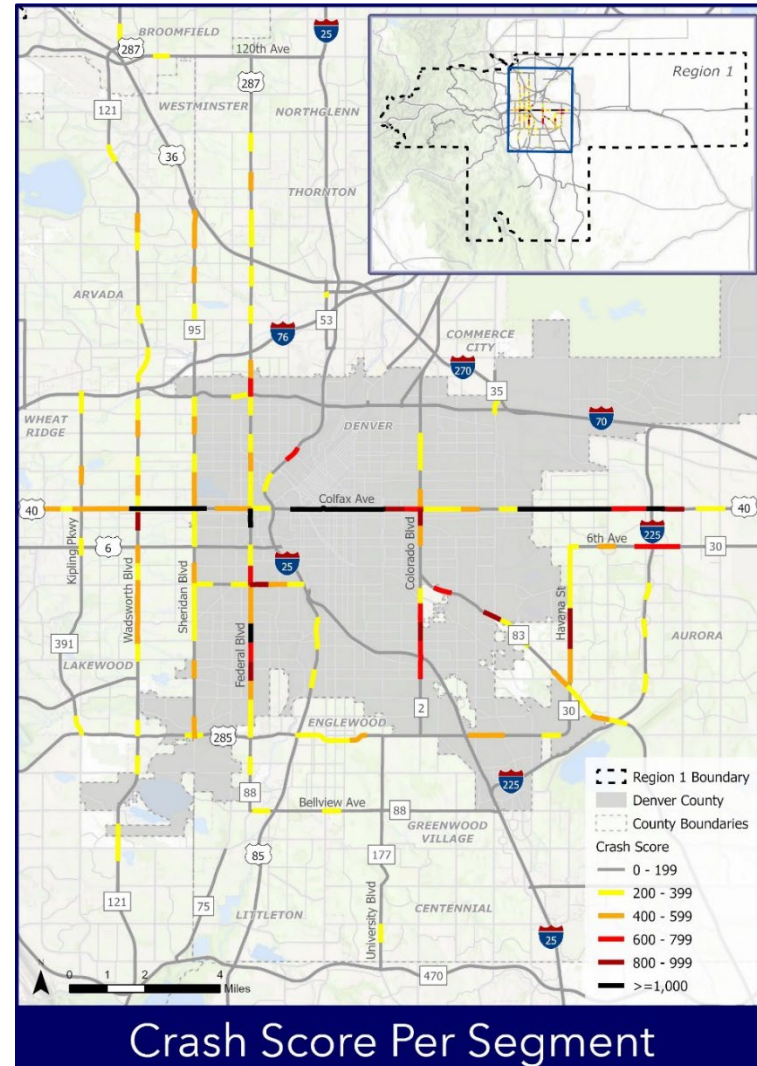 BROOMFIELD
25
287
120th Ave
287
121
WESTMINSTER
NORTHGLENN
36
THORNTON
Region 1
ARVADA
95
53
76
COMMERCE
CITY
270
35
WHEAT
RIDGE
DENVER
70
Colfax Ave
40
40
Kipling Pkwy
6
Wadsworth Blvd
Sheridan Blvd
25
Colorado Blvd
6th Ave
225
30
Federal Blvd
Havana St
83
391
LAKEWOOD
AURORA
2
30
ENGLEWOOD
285
225
88
Bellview Ave
88
GREENWOOD
VILLAGE
85
177
121
75
LITTLETON
University Blvd
CENTENNIAL
25
470
Region 1 Boundary
Denver County
County Boundaries
Crash Score
0 - 199
200 - 399
400 - 599
600 - 799
800 - 999
>=1,000
0 1 2 4
Miles
Crash Score Per Segment